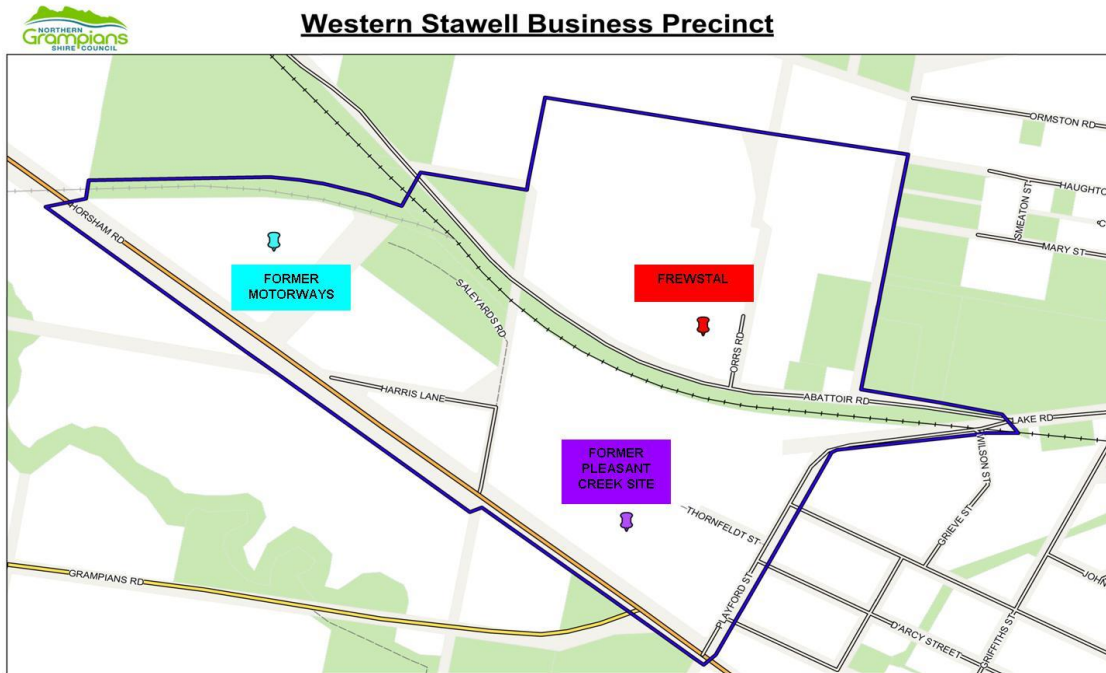 NORTHERN
Grampians
SHIRE COUNCIL
Western Stawell Business Precinct
ORMSTON RD
HAUGHTO
SMEATON ST
C
MARY ST
HORSHAM RD
FORMER
MOTORWAYS
SALEYARDS RD
FREWSTAL
ORRS RD
HARRIS LANE
ABATTOIR RD
LAKE RD
WILSON ST
FORMER
PLEASANT
CREEK SITE
THORNFELDT ST
GRIEVE ST
GRAMPIANS RD
PLAYFORD ST
JOHN
D'ARCY STREET
GRIFFITHS ST